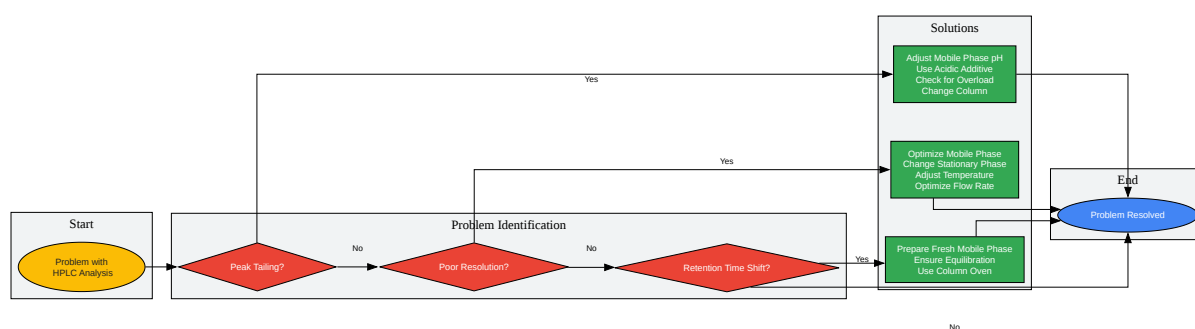 Start
Problem with
HPLC Analysis
Problem Identification
Peak Tailing?
No
Poor Resolution?
No
Retention Time Shift?
Yes
Yes
Yes
No
Solutions
Adjust Mobile Phase pH
Use Acidic Additive
Check for Overload
Change Column
Optimize Mobile Phase
Change Stationary Phase
Adjust Temperature
Optimize Flow Rate
Prepare Fresh Mobile Phase
Ensure Equilibration
Use Column Oven
End
Problem Resolved